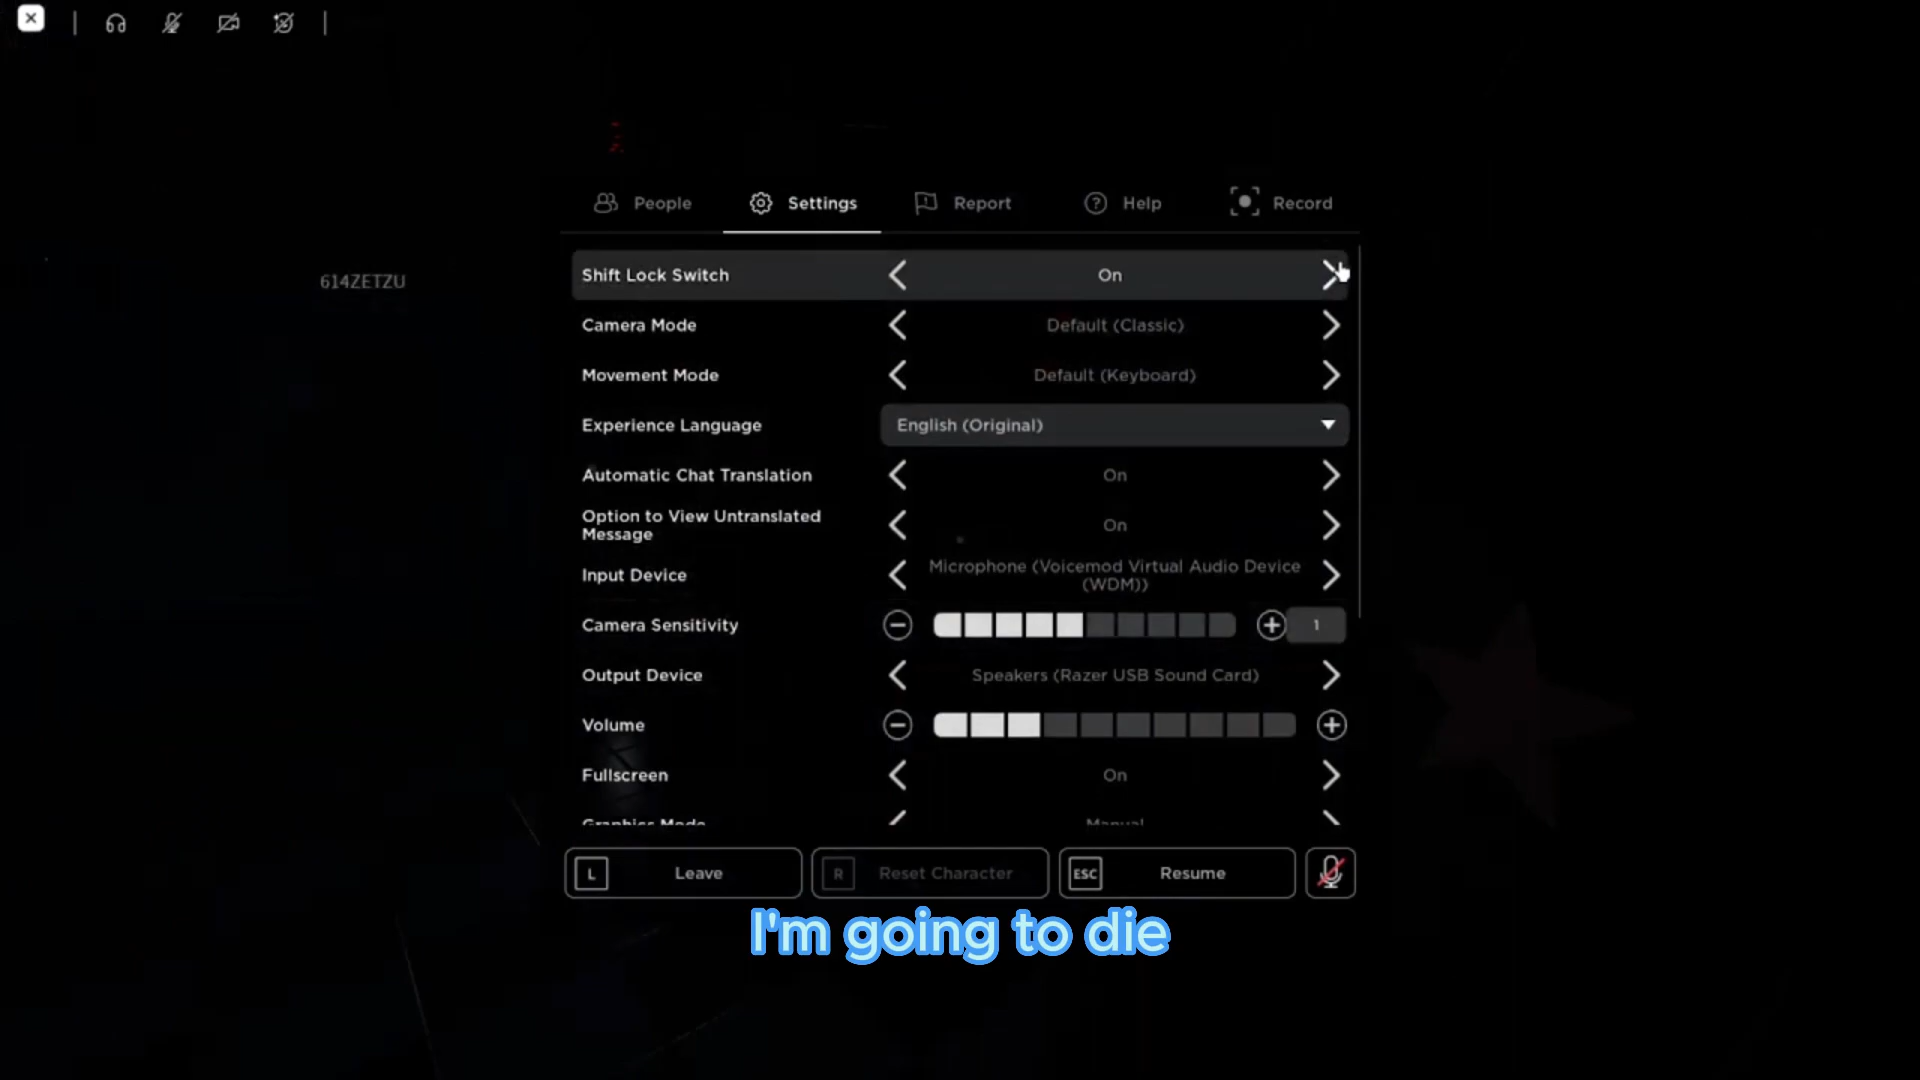 People Settings Report Help Record
614ZETZU
Shift Lock Switch On
Camera Mode Default (Classic)
Movement Mode Default (Keyboard)
Experience Language English (Original)
Automatic Chat Translation On
Option to View Untranslated
Message
On
Input Device Microphone (Voicemod Virtual Audio Device
(WDM))
Camera Sensitivity 1
Output Device Speakers (Razer USB Sound Card)
Volume
Fullscreen On
Graphics Mode Manual
L Leave R Reset Character ESC Resume
I'm going to die